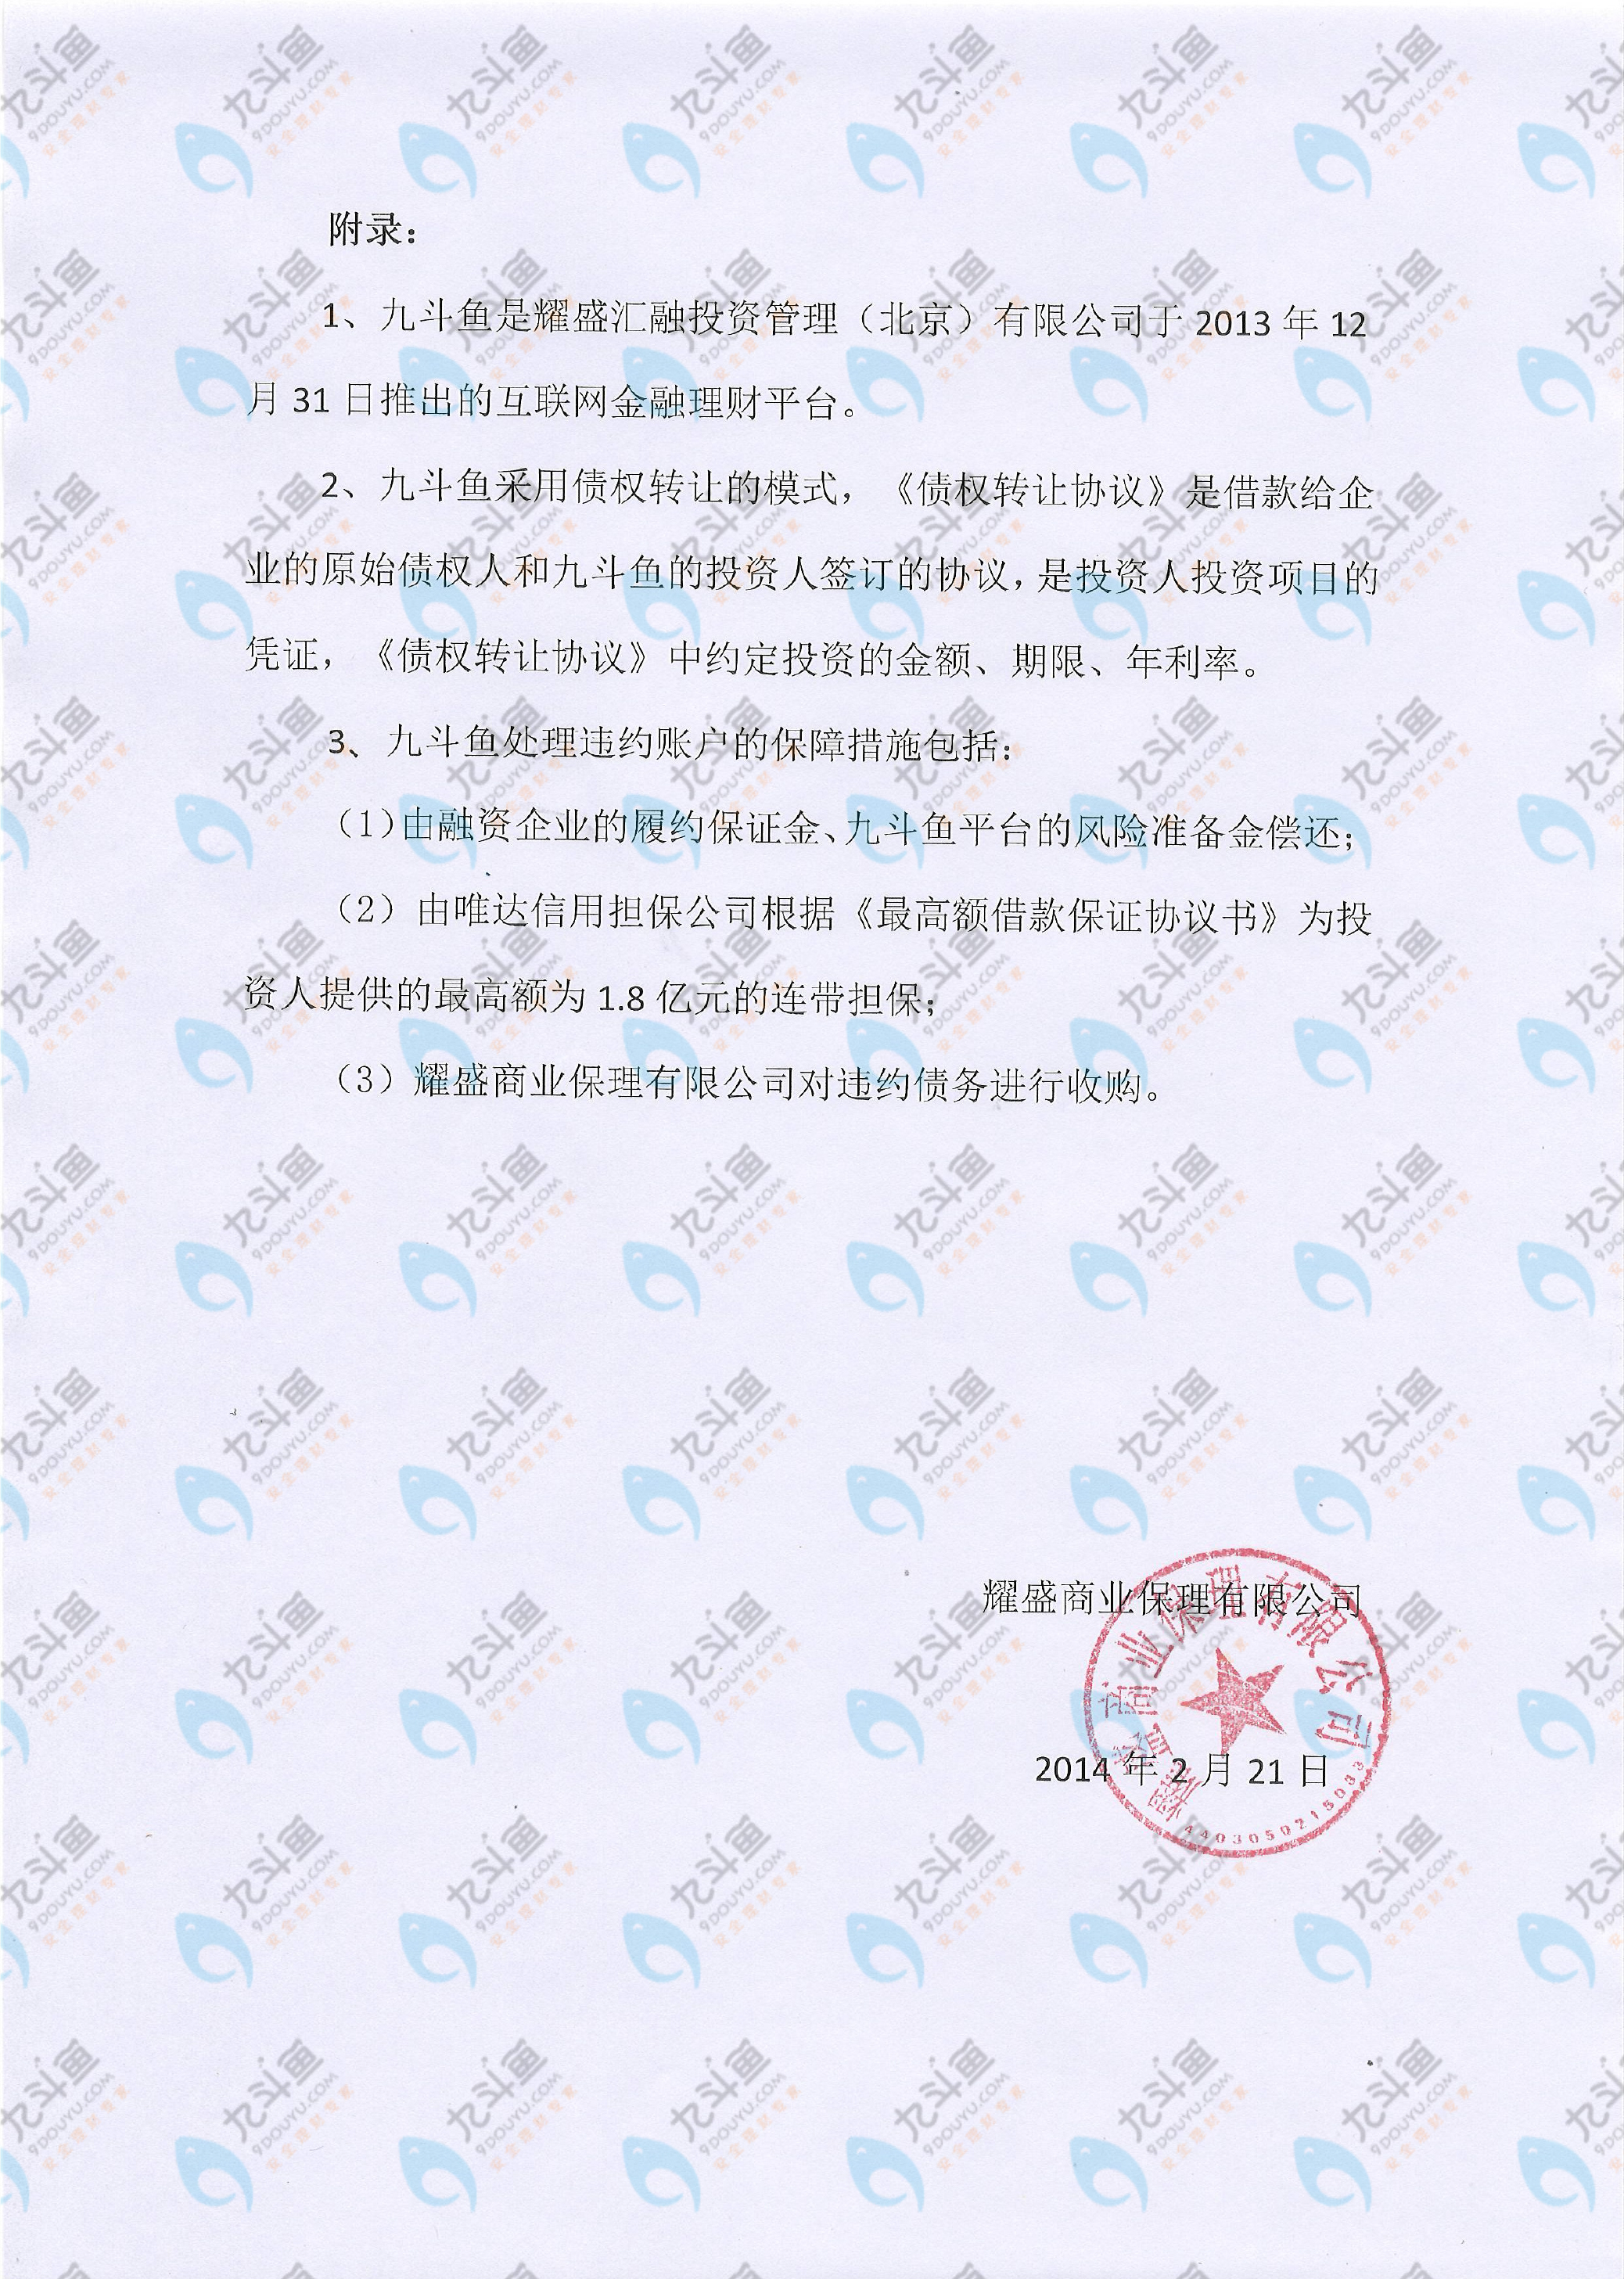 附录：
1、九斗鱼是耀盛汇融投资管理（北京）有限公司于 2013 年 12
月 31 日推出的互联网金融理财平台。
2、九斗鱼采用债权转让的模式，《债权转让协议》是借款给企
业的原始债权人和九斗鱼的投资人签订的协议，是投资人投资项目的
凭证，《债权转让协议》中约定投资的金额、期限、年利率。
3、九斗鱼处理违约账户的保障措施包括：
（1）由融资企业的履约保证金、九斗鱼平台的风险准备金偿还；
（2）由唯达信用担保公司根据《最高额借款保证协议书》为投
资人提供的最高额为 1.8 亿元的连带担保；
（3）耀盛商业保理有限公司对违约债务进行收购。
耀盛商业保理有限公司
2014 年 2 月 21 日
耀盛商业保理有限公司
4403050215033
九斗鱼
9DOUYU.COM
安全理财专家